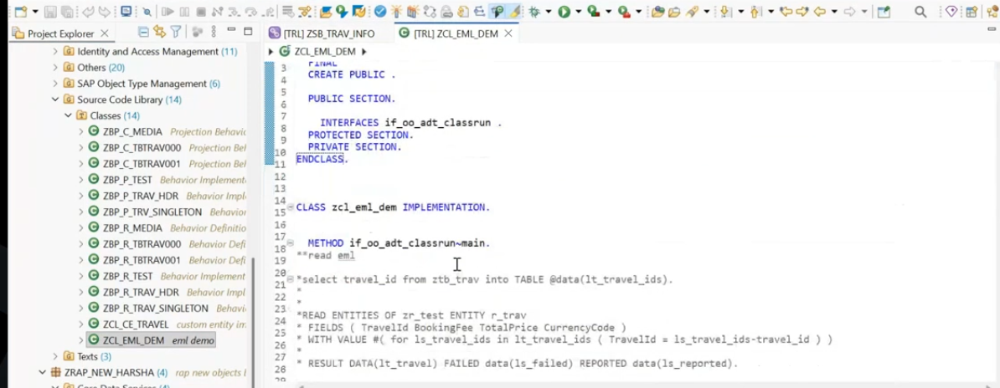 Project Explorer
[TRL] ZSB_TRAV_INFO
[TRL] ZCL_EML_DEM
Identity and Access Management (11)
Others (20)
SAP Object Type Management (6)
Source Code Library (14)
Classes (14)
ZBP_C_MEDIA Projection Behavic
ZBP_C_TBTRAV000 Projection Bel
ZBP_C_TBTRAV001 Projection Bel
ZBP_P_TEST Behavior Implement
ZBP_P_TRAV_HDR Behavior Impl
ZBP_P_TRV_SINGLETON Behavior
ZBP_R_MEDIA Behavior Definitio
ZBP_R_TBTRAV000 Behavior Defi
ZBP_R_TBTRAV001 Behavior Defi
ZBP_R_TEST Behavior Implement
ZBP_R_TRAV_HDR Behavior Impl
ZBP_R_TRAV_SINGLETON Behavior
ZCL_CE_TRAVEL custom entity im
ZCL_EML_DEM eml demo
Texts (3)
ZRAP_NEW_HARSHA (4) rap new objects
Core Data Services (4)
ZCL_EML_DEM
3 FINAL
4 CREATE PUBLIC .
5
6 PUBLIC SECTION.
7
8 INTERFACES if_oo_adt_classrun .
9 PROTECTED SECTION.
10 PRIVATE SECTION.
11 ENDCLASS.
12
13
14
15 CLASS zcl_eml_dem IMPLEMENTATION.
16
17
18 METHOD if_oo_adt_classrun~main.
19 **read eml
20
21 *select travel_id from ztb_trav into TABLE @data(lt_travel_ids).
22 *
23 *
24 *READ ENTITIES OF zr_test ENTITY r_trav
25 * FIELDS ( TravelId BookingFee TotalPrice CurrencyCode )
26 * WITH VALUE #( for ls_travel_ids in lt_travel_ids ( TravelId = ls_travel_ids-travel_id ) )
27 *
28 * RESULT DATA(lt_travel) FAILED data(ls_failed) REPORTED data(ls_reported).
29